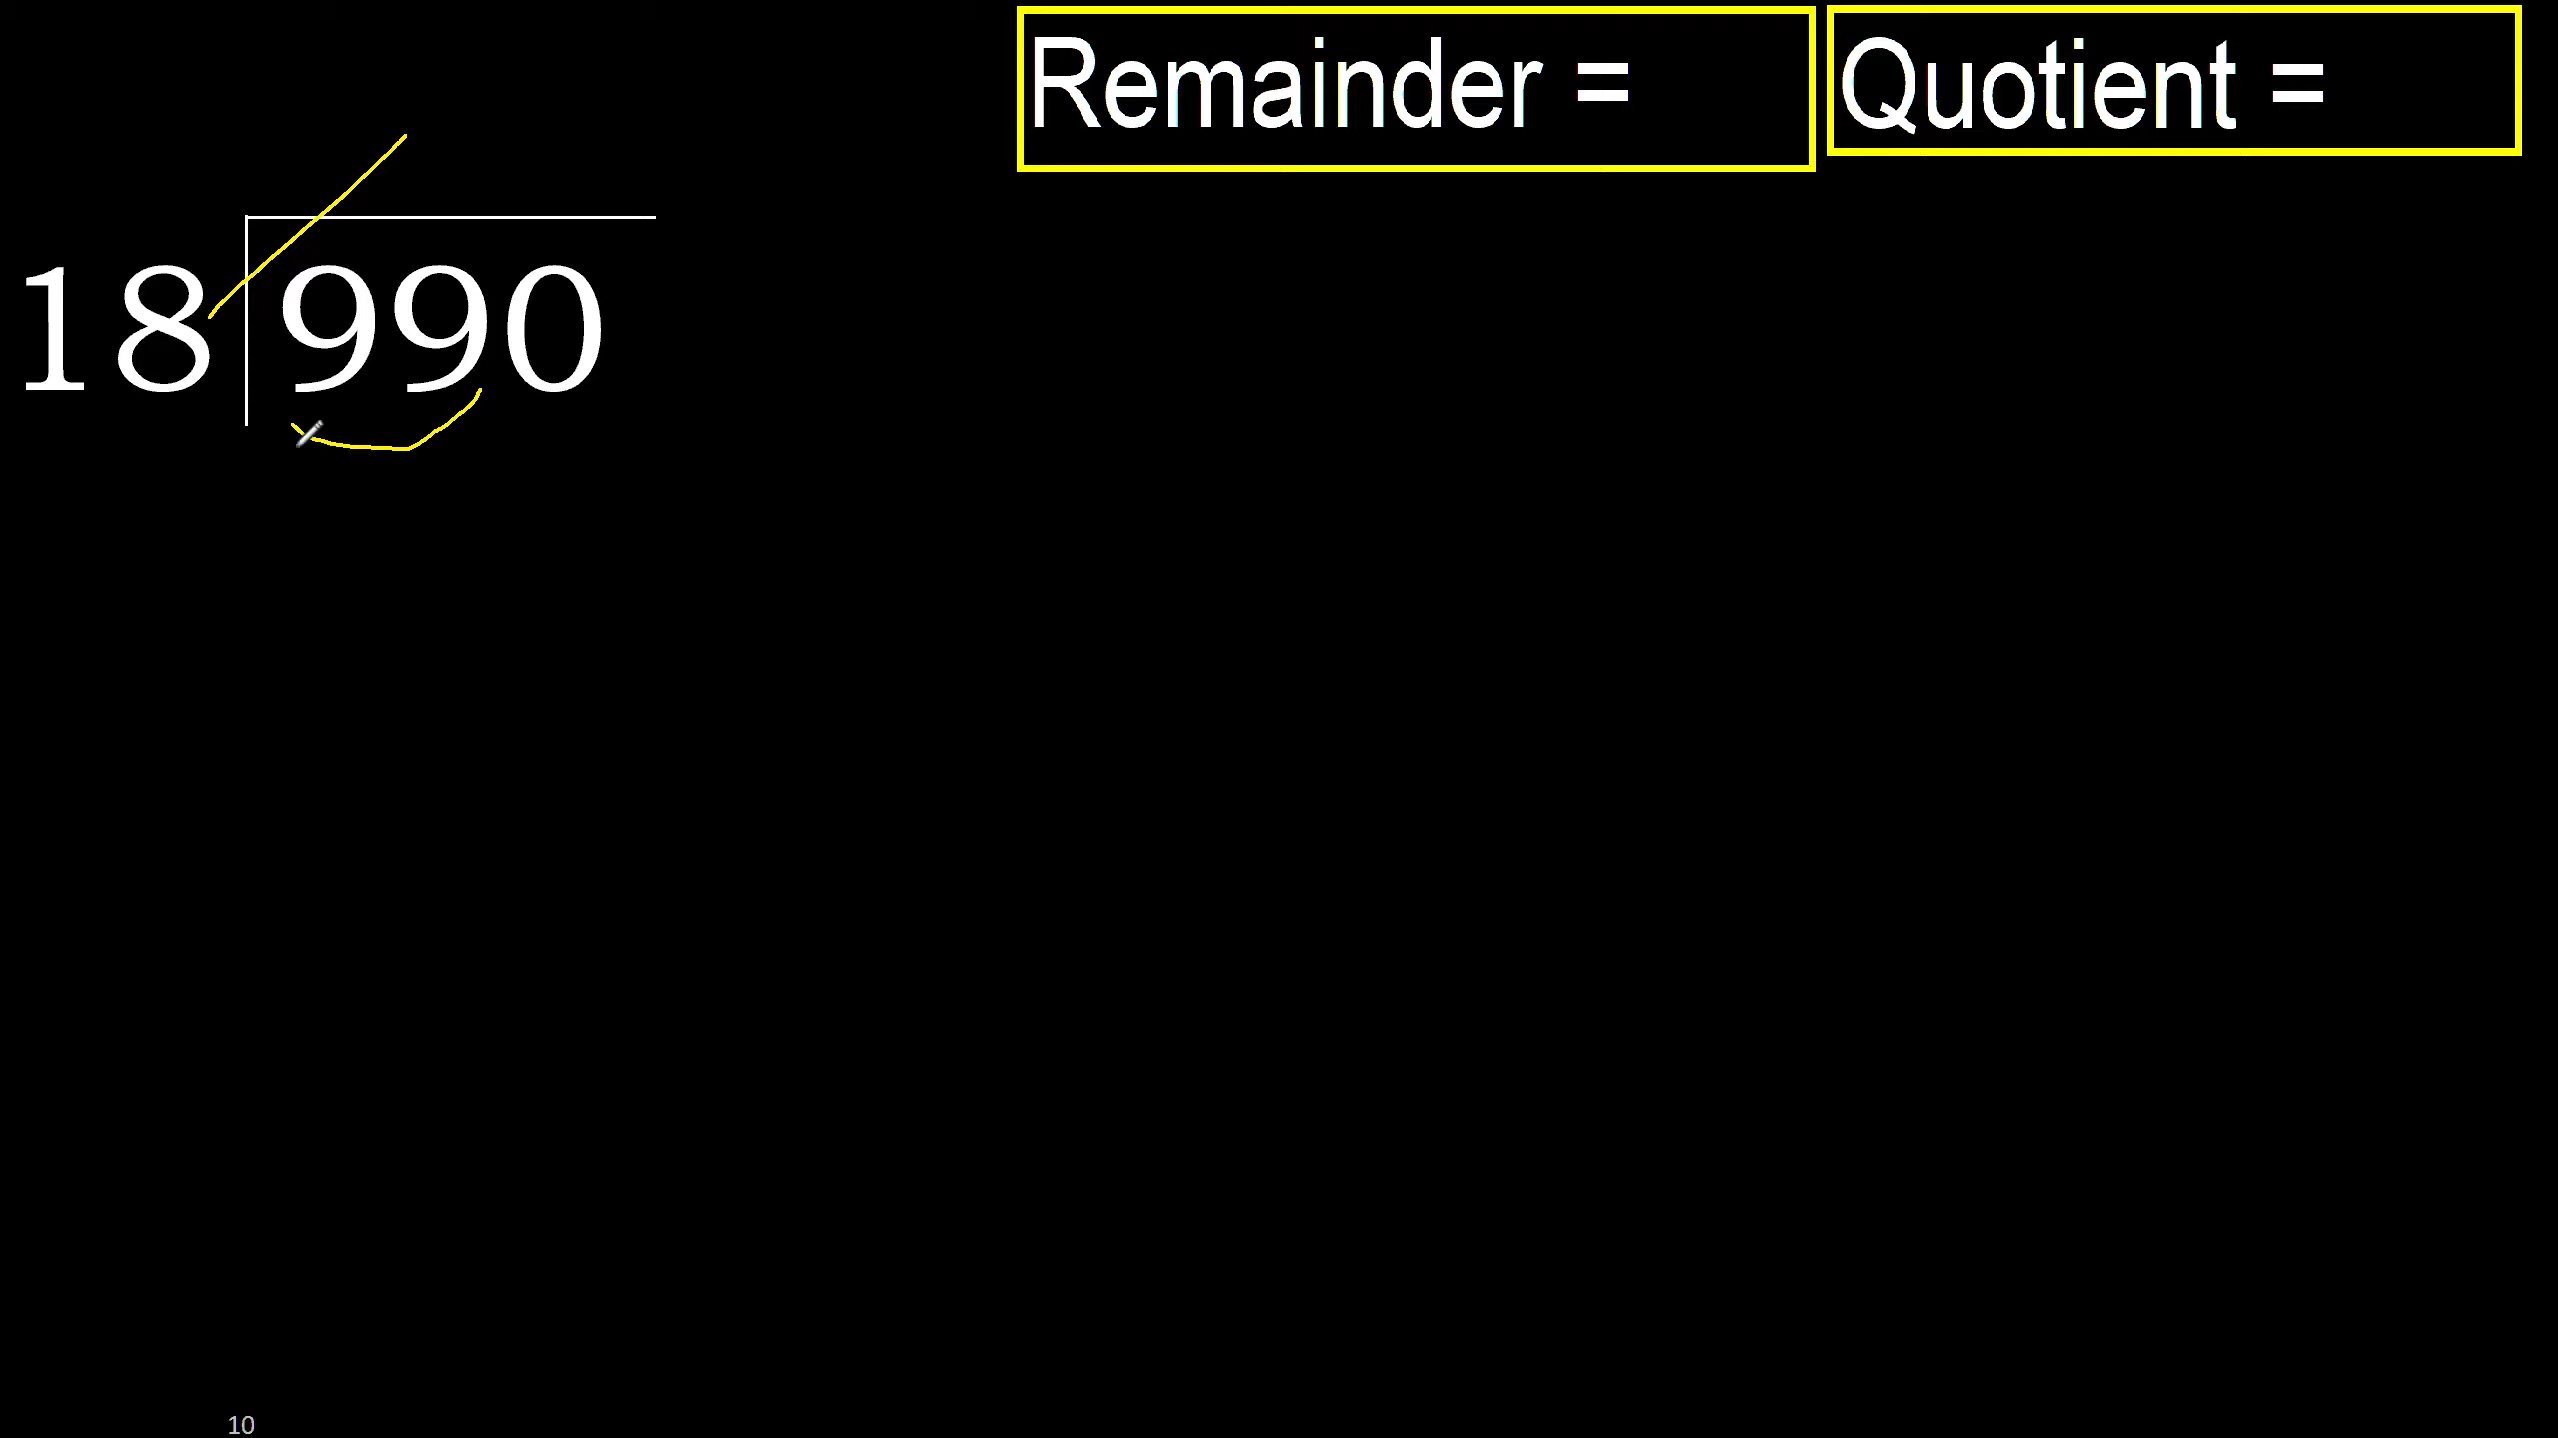 Remainder =
Quotient =
18 990
10